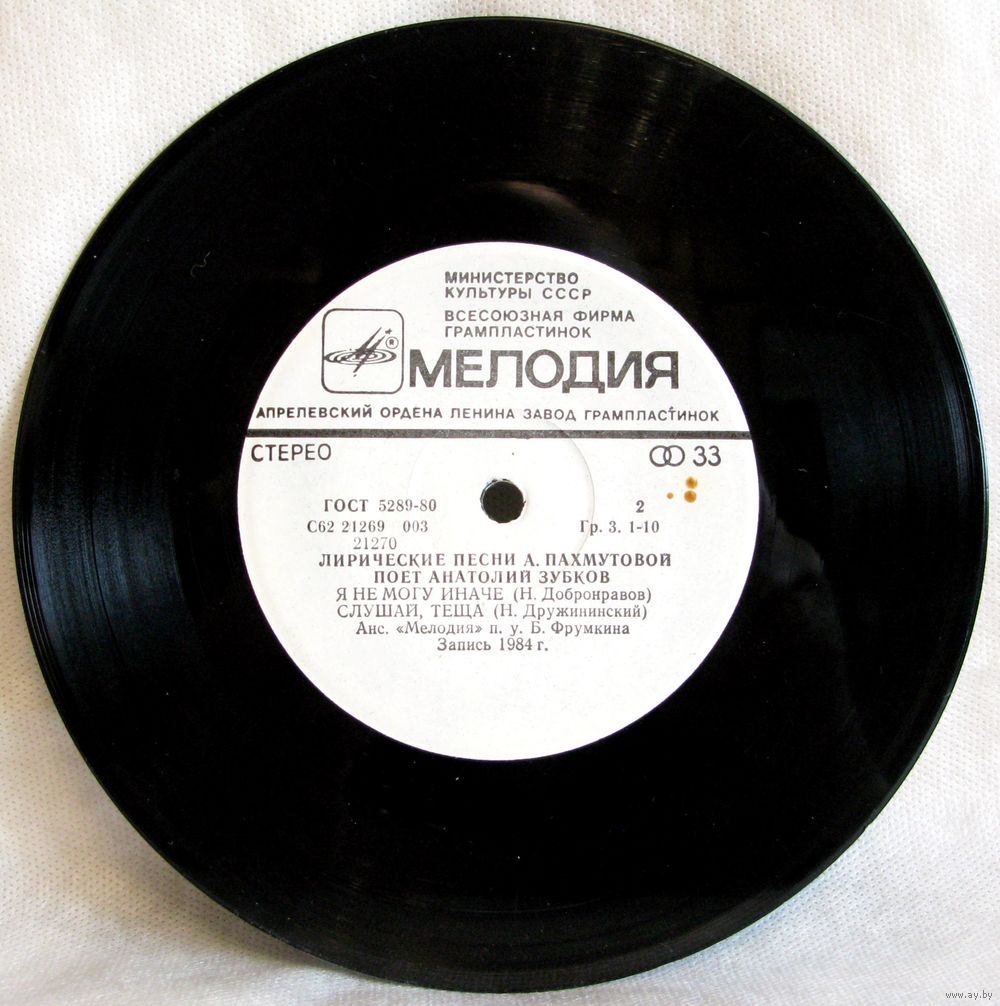 МИНИСТЕРСТВО
КУЛЬТУРЫ СССР
ВСЕСОЮЗНАЯ ФИРМА
ГРАМПЛАСТИНОК
®
МЕЛОДИЯ
АПРЕЛЕВСКИЙ ОРДЕНА ЛЕНИНА ЗАВОД ГРАМПЛАСТИНОК
СТЕРЕО 33
ГОСТ 5289-80 2
С62 21269 003 Гр. 3. 1-10
21270
ЛИРИЧЕСКИЕ ПЕСНИ А. ПАХМУТОВОЙ
ПОЕТ АНАТОЛИЙ ЗУБКОВ
Я НЕ МОГУ ИНАЧЕ (Н. Добронравов)
СЛУШАЙ, ТЕЩА (Н. Дружининский)
Анс. «Мелодия» п. у. Б. Фрумкина
Запись 1984 г.
www.ay.by